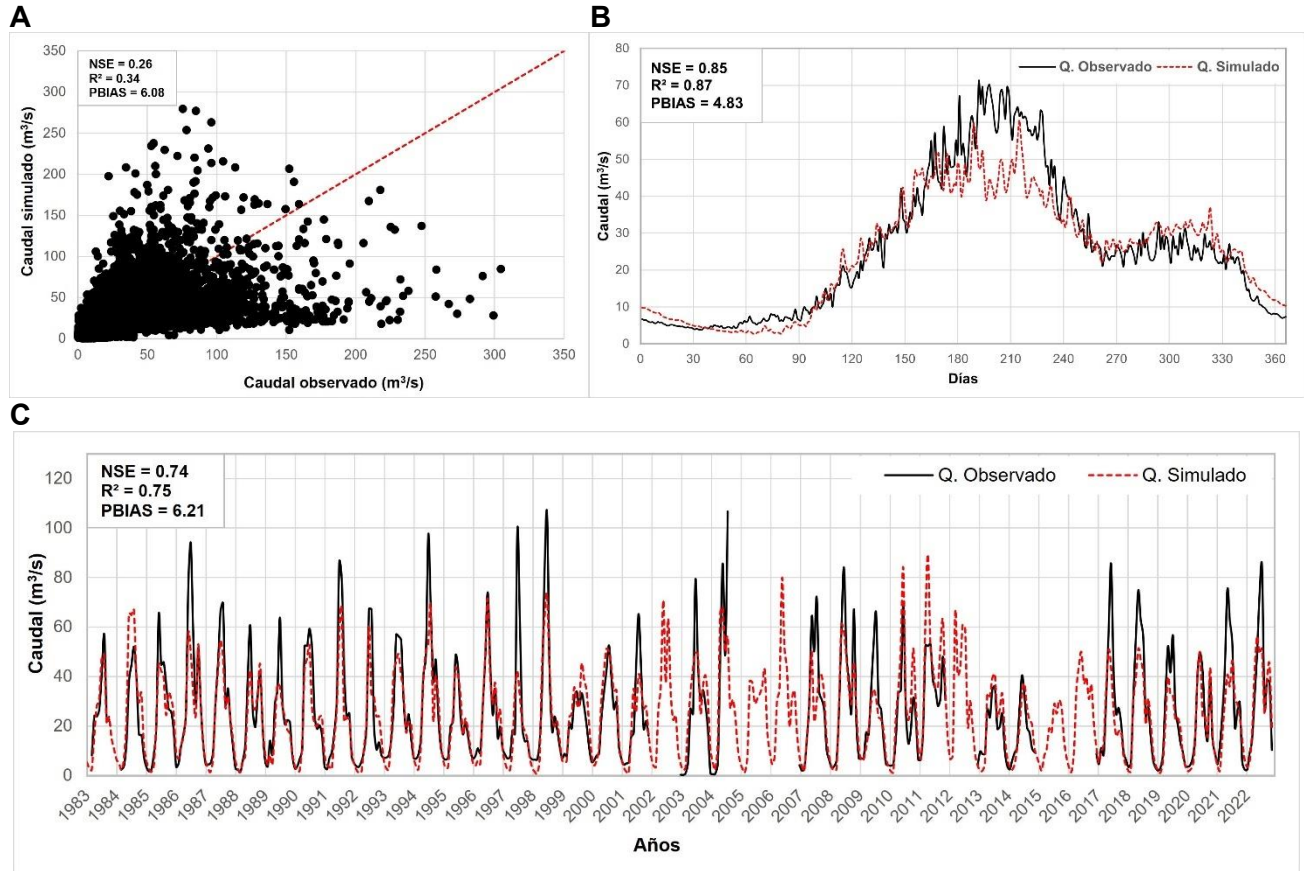 A
NSE = 0.26
R² = 0.34
PBIAS = 6.08
350
300
250
200
150
100
50
0
0 50 100 150 200 250 300 350
Caudal simulado (m³/s)
Caudal observado (m³/s)
B
NSE = 0.85
R² = 0.87
PBIAS = 4.83
Q. Observado Q. Simulado
80
70
60
50
40
30
20
10
0
0 30 60 90 120 150 180 210 240 270 300 330 360
Caudal (m³/s)
Días
C
NSE = 0.74
R² = 0.75
PBIAS = 6.21
Q. Observado Q. Simulado
120
100
80
60
40
20
0
Caudal (m³/s)
1983 1984 1985 1986 1987 1988 1989 1990 1991 1992 1993 1994 1995 1996 1997 1998 1999 2000 2001 2002 2003 2004 2005 2006 2007 2008 2009 2010 2011 2012 2013 2014 2015 2016 2017 2018 2019 2020 2021 2022
Años